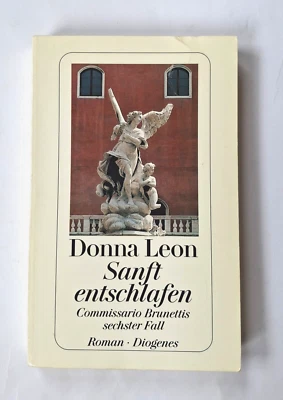 Donna Leon
Sanft
entschlafen
Commissario Brunettis
sechster Fall
Roman · Diogenes